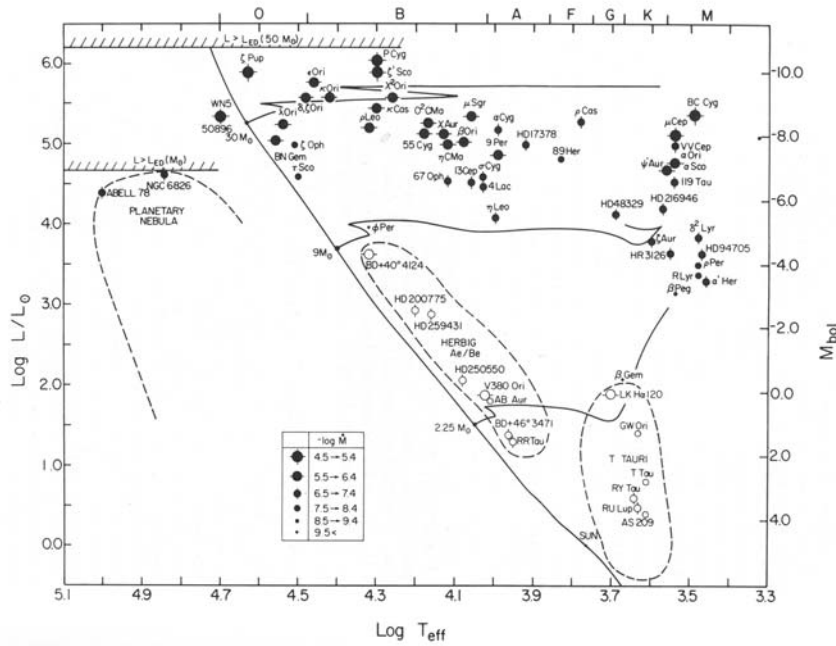 O B A F G K M
L > L_ED (50 M⊙)
ζ Pup
P Cyg
ζ' Sco
ε Ori
κ Ori
χ² Ori
δ,ζ Ori
WN5
50896
λ Ori
30 M⊙
ρ Leo
κ Cas
O² CMa
μ Sgr
χ Aur
β Ori
55 Cyg
η CMa
α Cyg
9 Per
HD17378
ρ Cas
89 Her
BC Cyg
μ Cep
VV Cep
α Ori
ψ' Aur
α Sco
119 Tau
ζ Oph
BN Gem
τ Sco
67 Oph
13 Cep
σ Cyg
4 Lac
η Leo
L > L_ED (M⊙)
NGC 6826
ABELL 78
PLANETARY
NEBULA
HD48329
HD 216946
φ Per
9 M⊙
ζ Aur
HR 3126
δ² Lyr
HD94705
ρ Per
R Lyr
α' Her
β Peg
BD+40°4124
HD 200775
HD 259431
HERBIG
Ae/Be
HD250550
V380 Ori
AB Aur
β Gem
LK Hα 120
2.25 M⊙
BD+46°3471
RR Tau
GW Ori
T TAURI
T Tau
RY Tau
RU Lup
AS 209
SUN
-log Ṁ
4.5→5.4
5.5→6.4
6.5→7.4
7.5→8.4
8.5→9.4
9.5<
6.0
5.0
4.0
3.0
2.0
1.0
0.0
Log L/L⊙
-10.0
-8.0
-6.0
-4.0
-2.0
0.0
-2.0
-4.0
M_bol
5.1 4.9 4.7 4.5 4.3 4.1 3.9 3.7 3.5 3.3
Log T_eff